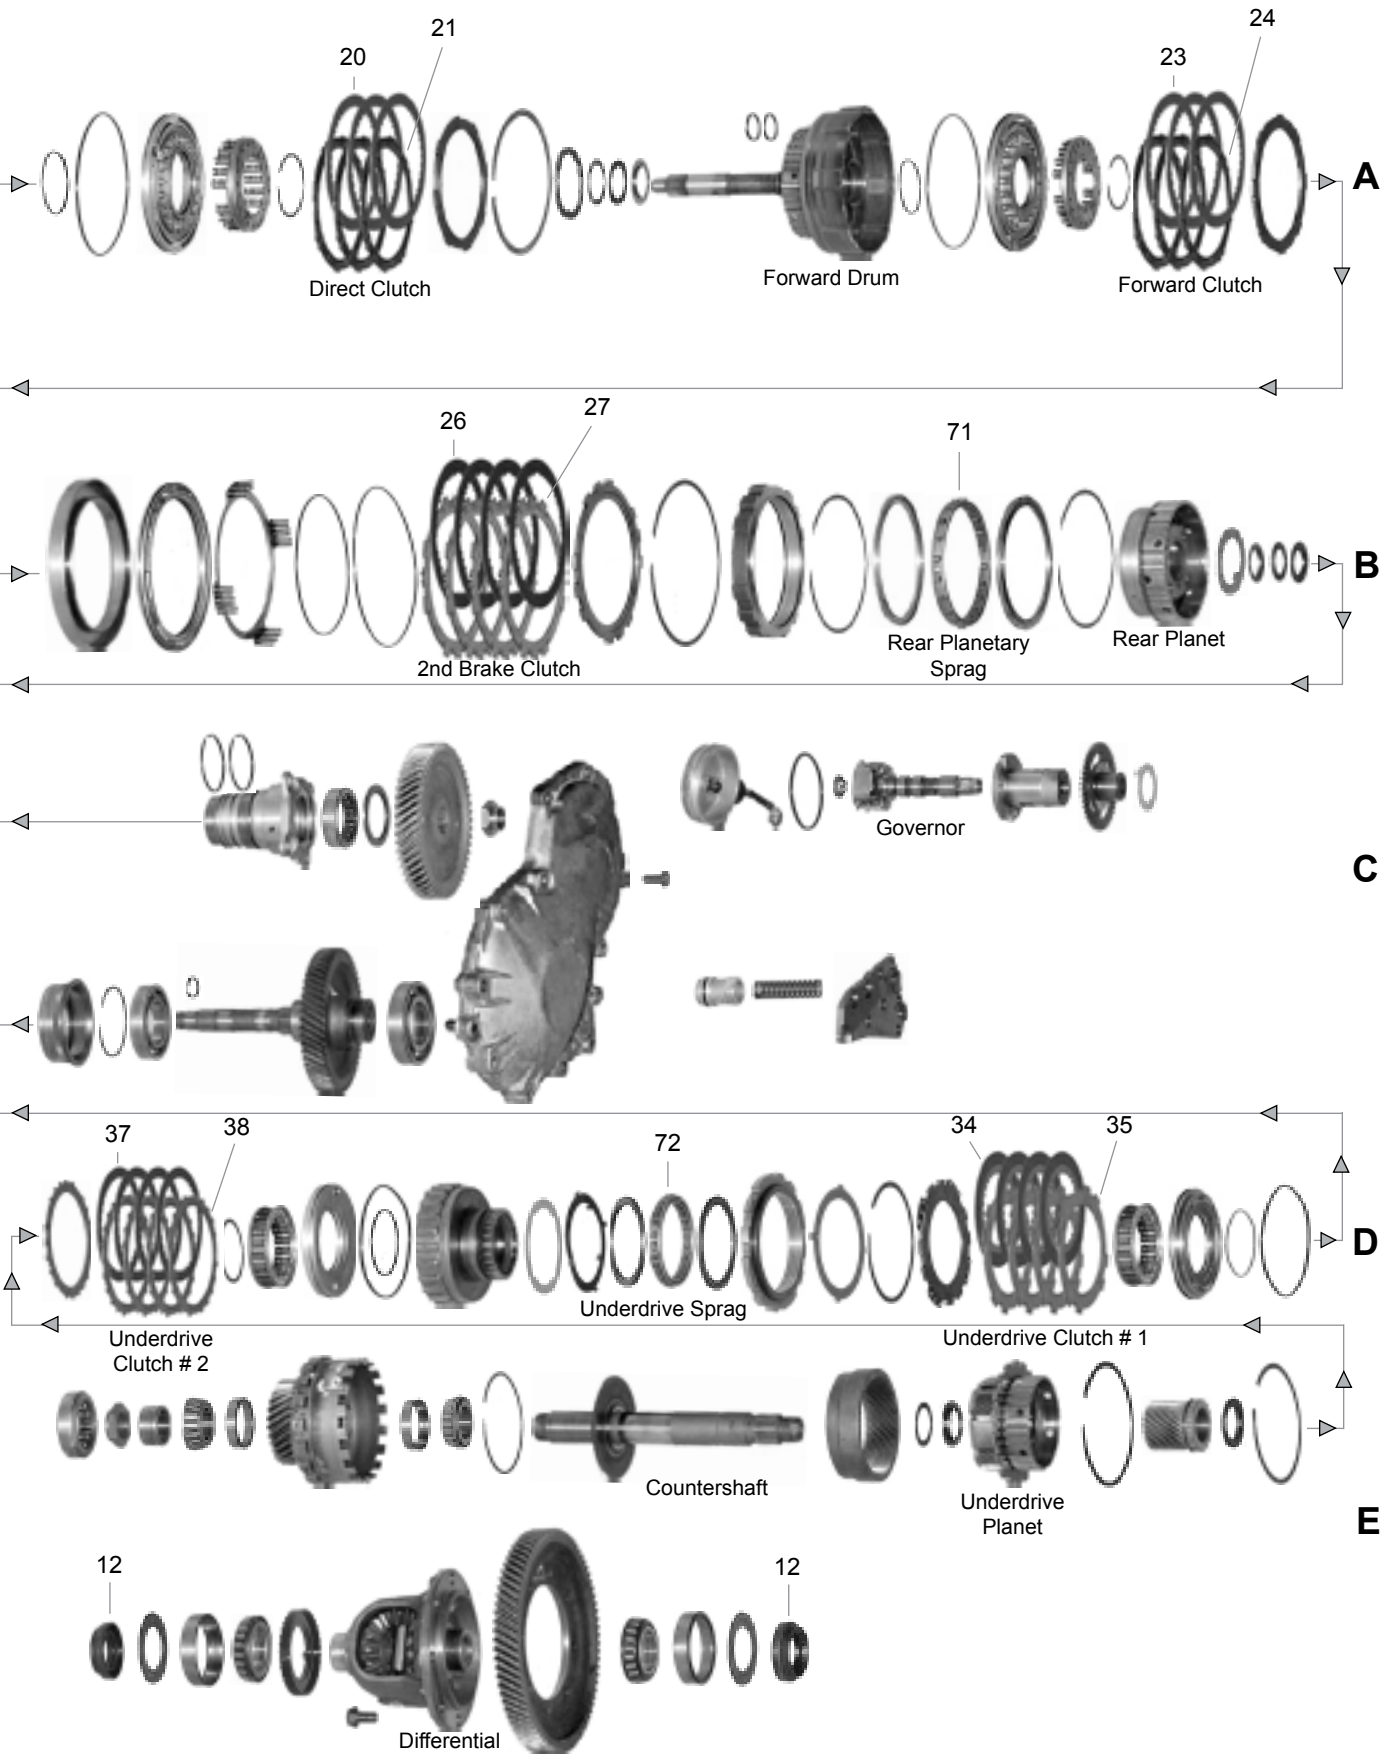 21
24
20
23
A
Direct Clutch
Forward Drum
Forward Clutch
27
26
71
B
2nd Brake Clutch
Rear Planetary
Sprag
Rear Planet
Governor
C
37
38
72
34
35
D
Underdrive Sprag
Underdrive
Clutch # 2
Underdrive Clutch # 1
Countershaft
Underdrive
Planet
E
12
12
Differential